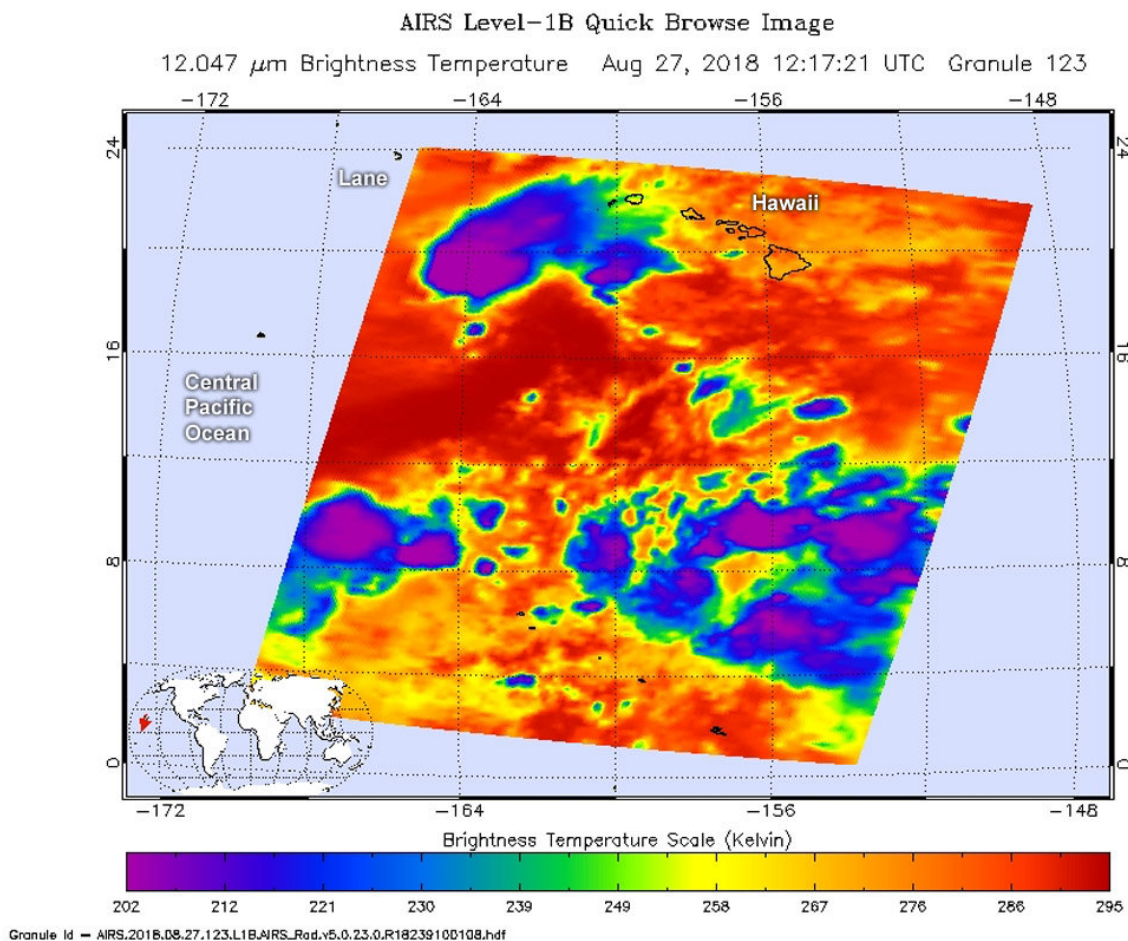 AIRS Level-1B Quick Browse Image
12.047 µm Brightness Temperature Aug 27, 2018 12:17:21 UTC Granule 123
-172 -164 -156 -148
24 24
Lane
Hawaii
16 16
Central
Pacific
Ocean
8 8
0 0
-172 -164 -156 -148
Brightness Temperature Scale (Kelvin)
202 212 221 230 239 249 258 267 276 286 295
Granule Id - AIRS.2018.08.27.123.L1B.AIRS_Rad.v5.0.23.0.R18239100108.hdf